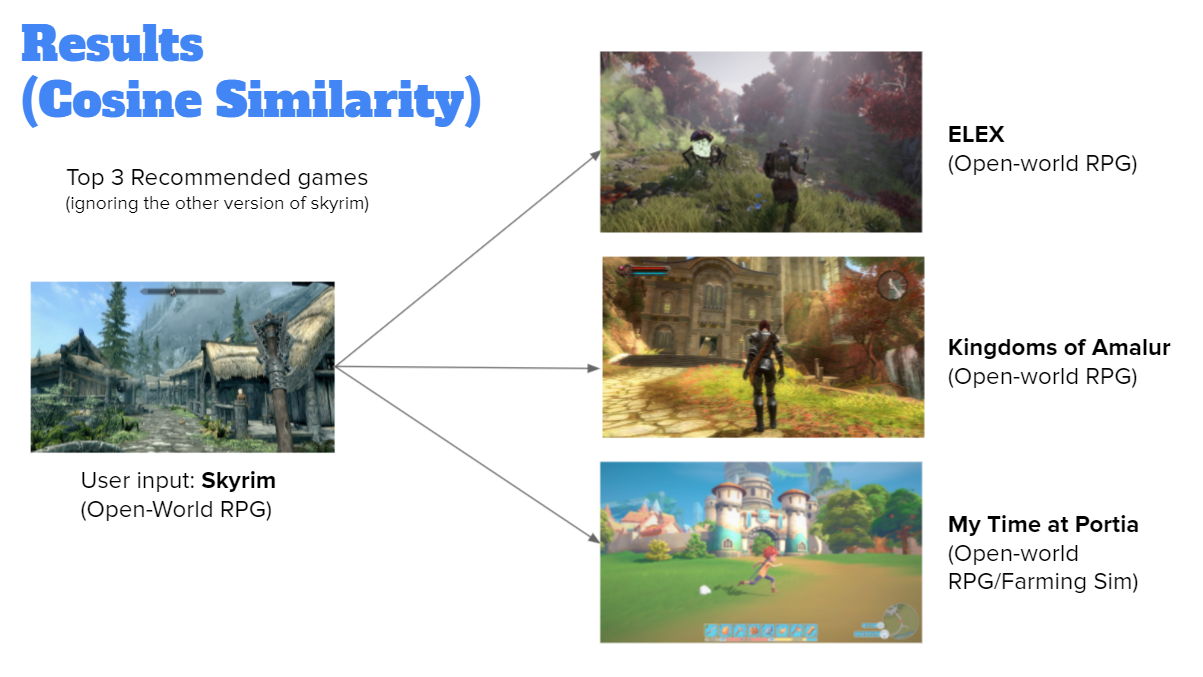 Results
(Cosine Similarity)
Top 3 Recommended games
(ignoring the other version of skyrim)
User input: Skyrim
(Open-World RPG)
ELEX
(Open-world RPG)
Kingdoms of Amalur
(Open-world RPG)
My Time at Portia
(Open-world
RPG/Farming Sim)